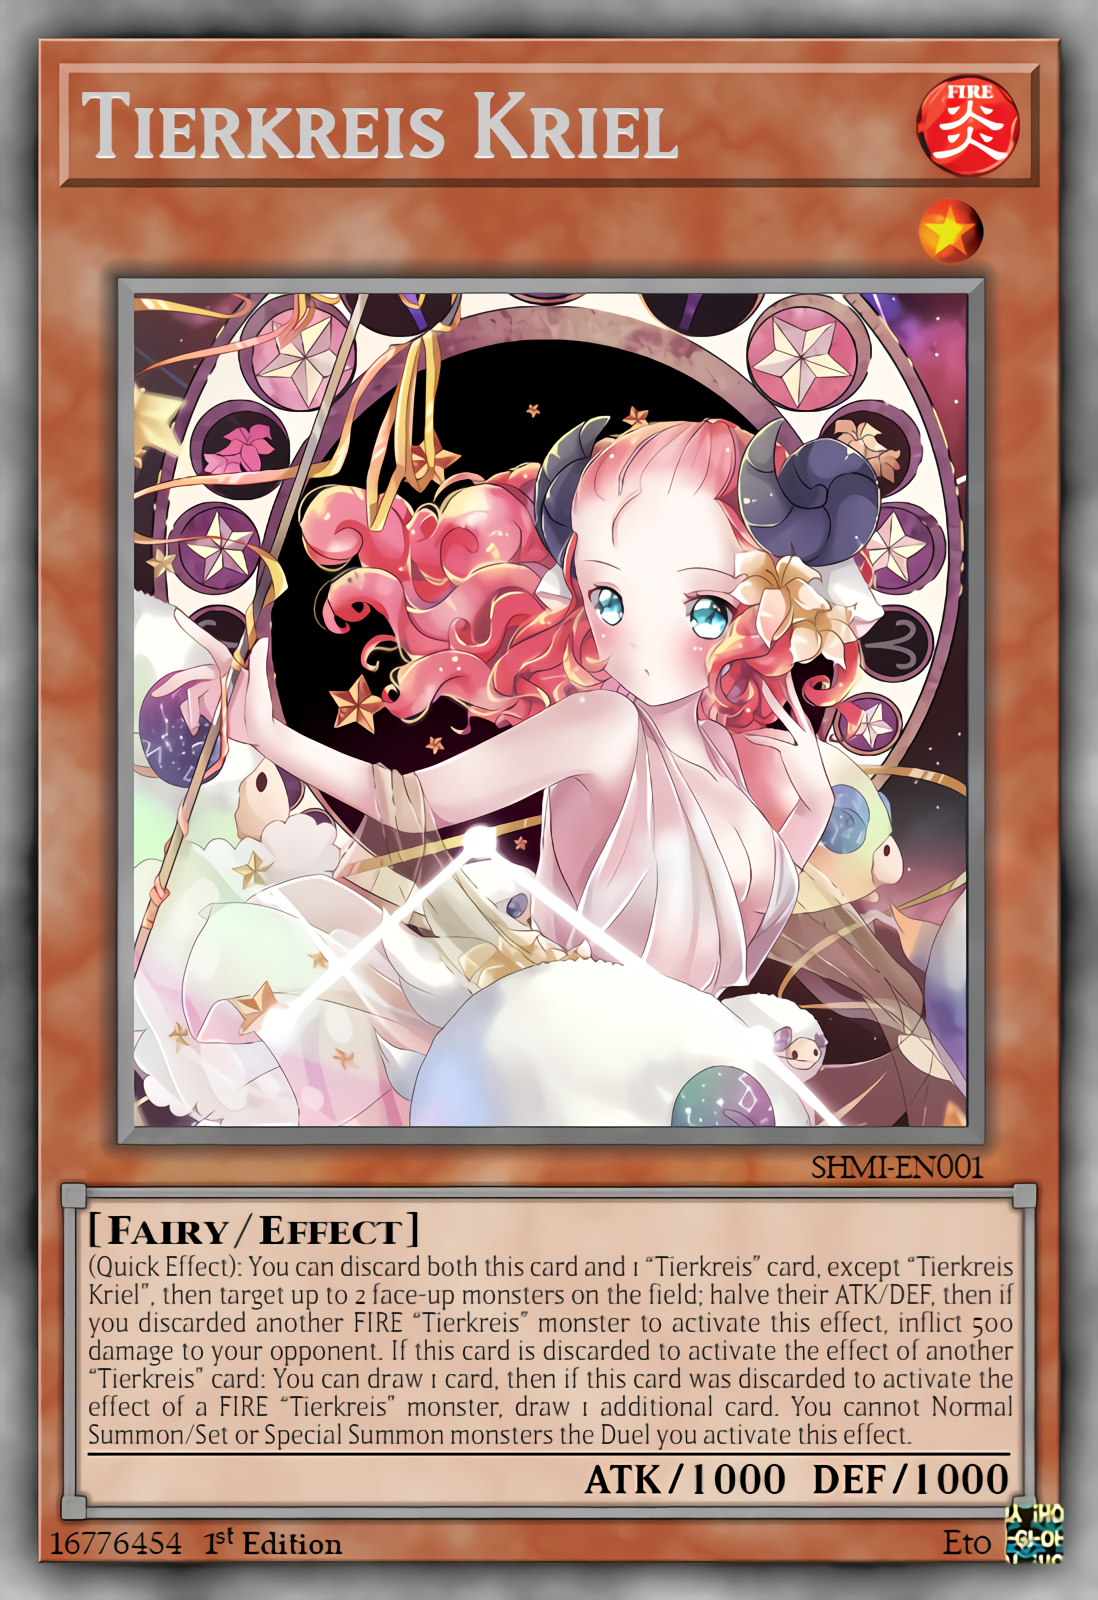 Tierkreis Kriel
FIRE
炎
SHMI-EN001
[Fairy/Effect]
(Quick Effect): You can discard both this card and 1 “Tierkreis” card, except “Tierkreis
Kriel”, then target up to 2 face-up monsters on the field; halve their ATK/DEF, then if
you discarded another FIRE “Tierkreis” monster to activate this effect, inflict 500
damage to your opponent. If this card is discarded to activate the effect of another
“Tierkreis” card: You can draw 1 card, then if this card was discarded to activate the
effect of a FIRE “Tierkreis” monster, draw 1 additional card. You cannot Normal
Summon/Set or Special Summon monsters the Duel you activate this effect.
ATK/1000 DEF/1000
16776454 1st Edition
Eto